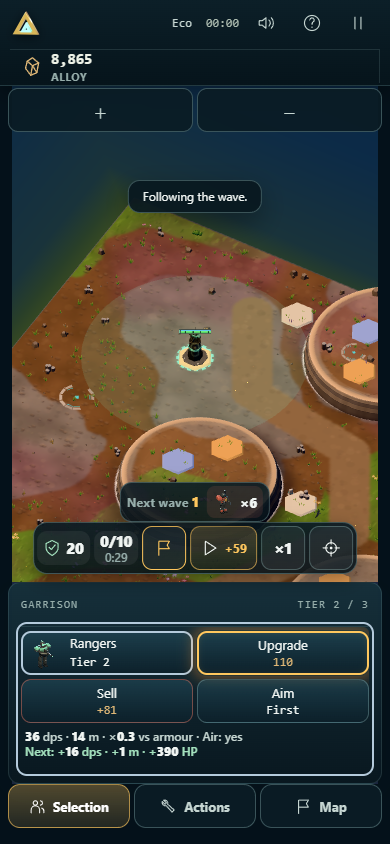 Eco 00:00
8,865
ALLOY
+
−
Following the wave.
Next wave 1 ×6
20
0/10
0:29
+59
×1
GARRISON
TIER 2 / 3
Rangers
Tier 2
Upgrade
110
Sell
+81
Aim
First
36 dps · 14 m · ×0.3 vs armour · Air: yes
Next: +16 dps · +1 m · +390 HP
Selection
Actions
Map